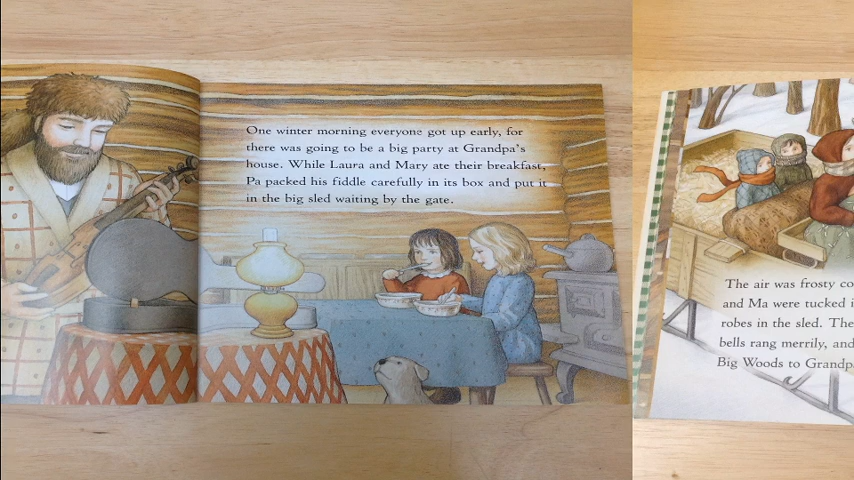 One winter morning everyone got up early, for
there was going to be a big party at Grandpa's
house. While Laura and Mary ate their breakfast,
Pa packed his fiddle carefully in its box and put it
in the big sled waiting by the gate.
The air was frosty
and Ma were tucked
robes in the sled. The
bells rang merrily, and
Big Woods to